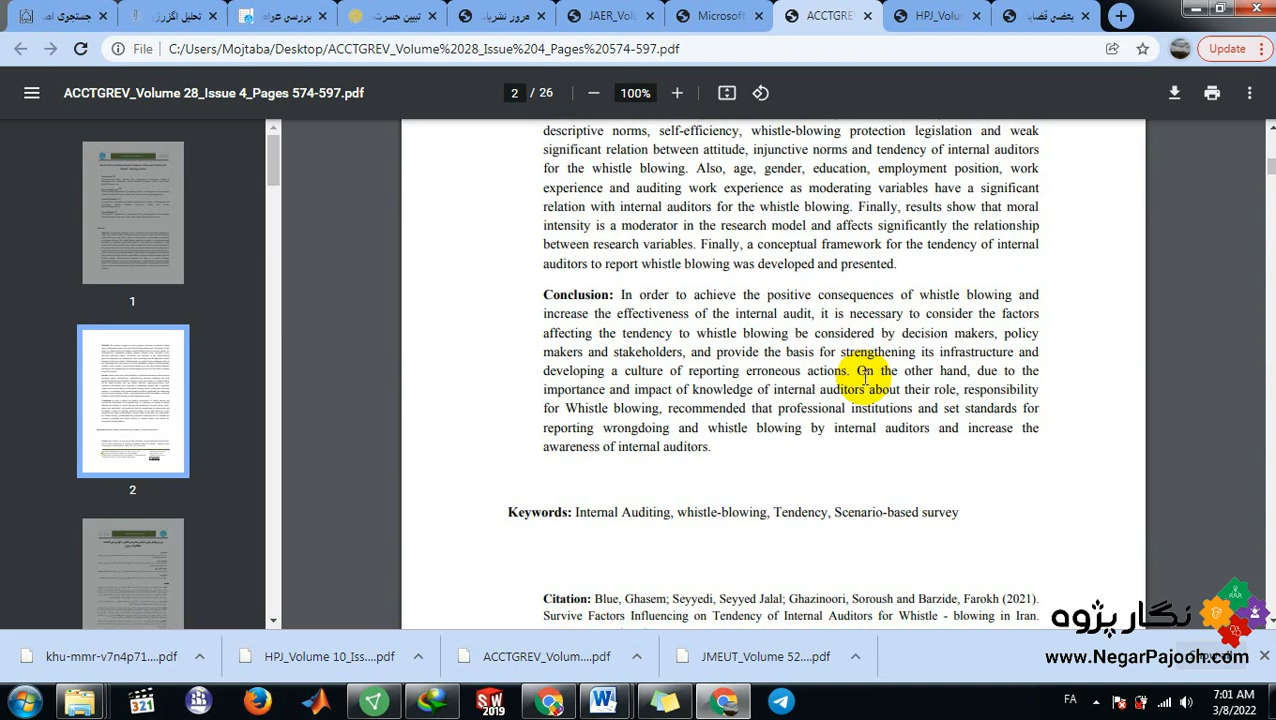 جستجوی اصد
تحلیل اگزرژ
بررسی عواه
تبیین حسرت
مرور نشریات
JAER_Volu
Microsoft
ACCTGREV
HPJ_Volum
بعضی قضایا
File C:/Users/Mojtaba/Desktop/ACCTGREV_Volume%2028_Issue%204_Pages%20574-597.pdf
Update
ACCTGREV_Volume 28_Issue 4_Pages 574-597.pdf
2 / 26
100%
descriptive norms, self-efficiency, whistle-blowing protection legislation and weak
significant relation between attitude, injunctive norms and tendency of internal auditors
for the whistle blowing. Also, age, gender, education, employment position, work
experience and auditing work experience as moderating variables have a significant
relation with internal auditors for the whistle blowing. Finally, results show that moral
intensity is a moderator in the research model and affects significantly the relationship
between research variables. Finally, a conceptual framework for the tendency of internal
auditors to report whistle blowing was developed and presented.
Conclusion: In order to achieve the positive consequences of whistle blowing and
increase the effectiveness of the internal audit, it is necessary to consider the factors
affecting the tendency to whistle blowing be considered by decision makers, policy
makers and stakeholders, and provide the basis for strengthening its infrastructure and
developing a culture of reporting erroneous actions. On the other hand, due to the
importance and impact of knowledge of internal auditors about their role, responsibility
for Whistle blowing, recommended that professional institutions and set standards for
reporting wrongdoing and whistle blowing by internal auditors and increase the
awareness of internal auditors.
Keywords: Internal Auditing, whistle-blowing, Tendency, Scenario-based survey
Citation: Blue, Ghasem; Seyyedi, Seyyed Jalal; Ghazinoori, Soroush and Barzide, Farokh (2021).
Survive Factors Influencing on Tendency of Internal Auditors for Whistle - blowing in Iran.
1
2
نگار پژوه
www.NegarPajooh.com
khu-mmr-v7n4p71....pdf
HPJ_Volume 10_Iss....pdf
ACCTGREV_Volum....pdf
JMEUT_Volume 52....pdf
321
SW
2019
FA
7:01 AM
3/8/2022